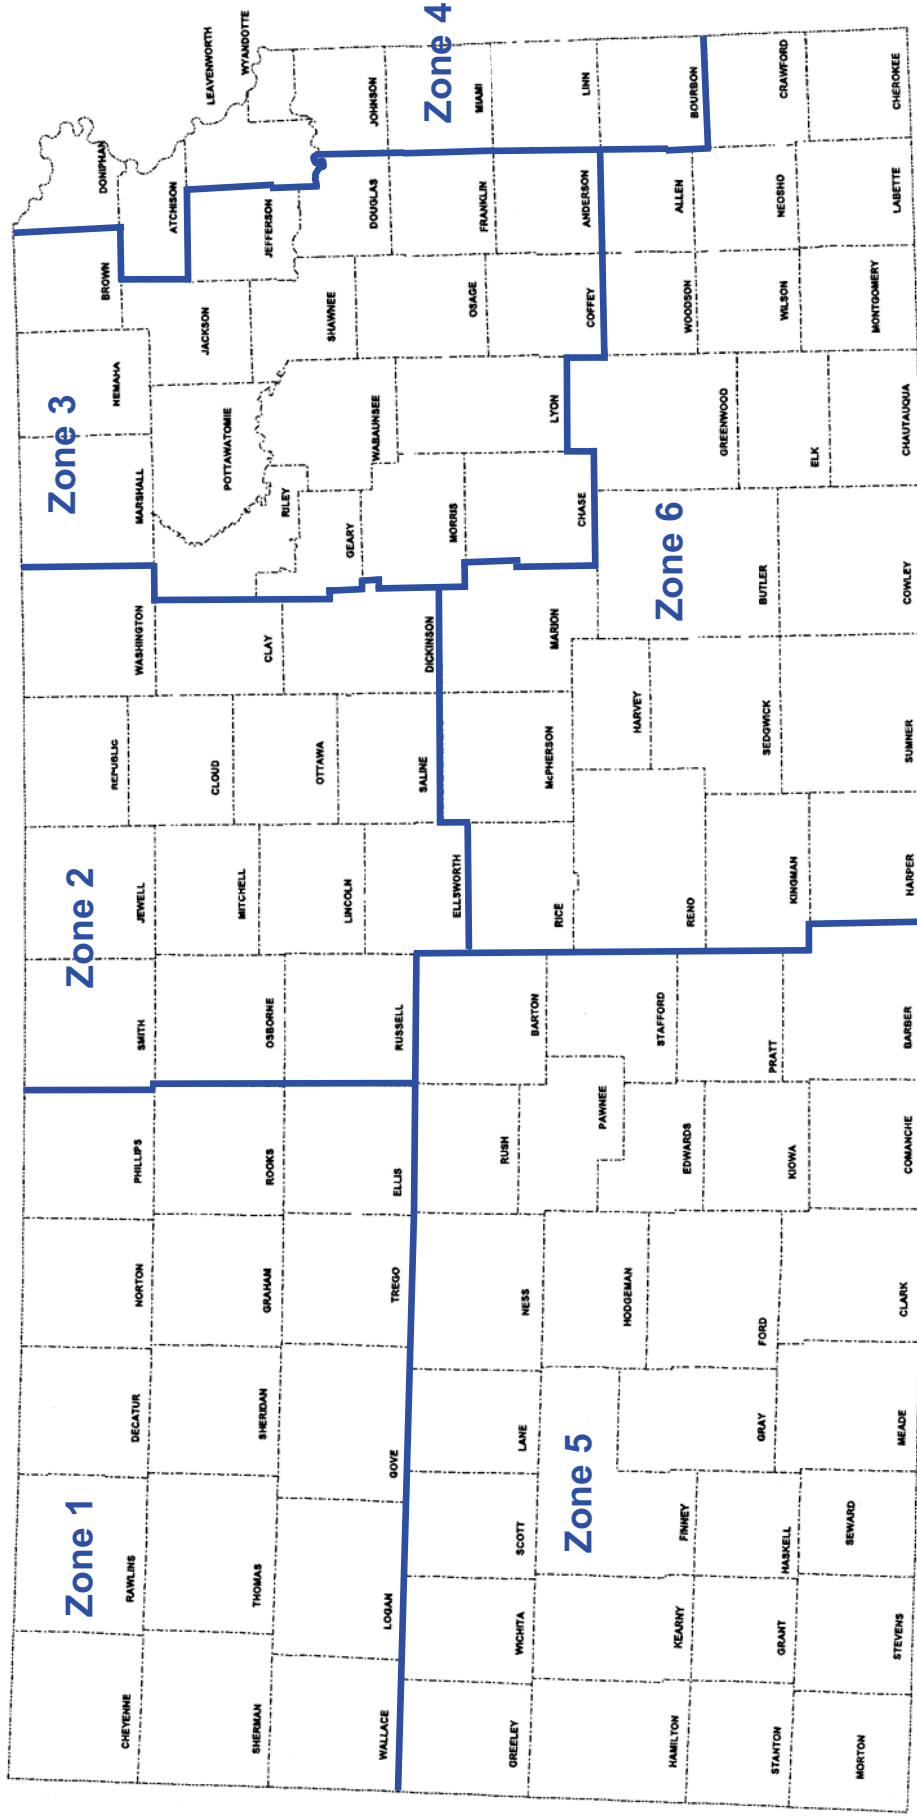 Zone 1
Zone 2
Zone 3
Zone 4
Zone 5
Zone 6
CHEYENNE
RAWLINS
DECATUR
NORTON
PHILLIPS
SMITH
JEWELL
REPUBLIC
WASHINGTON
MARSHALL
NEMAHA
BROWN
DONIPHAN
SHERMAN
THOMAS
SHERIDAN
GRAHAM
ROOKS
OSBORNE
MITCHELL
CLOUD
CLAY
RILEY
POTTAWATOMIE
JACKSON
ATCHISON
JEFFERSON
LEAVENWORTH
WYANDOTTE
WALLACE
LOGAN
GOVE
TREGO
ELLIS
RUSSELL
LINCOLN
OTTAWA
ELLSWORTH
SALINE
DICKINSON
GEARY
WABAUNSEE
SHAWNEE
DOUGLAS
JOHNSON
GREELEY
WICHITA
SCOTT
LANE
NESS
RUSH
BARTON
RICE
McPHERSON
MARION
MORRIS
CHASE
LYON
OSAGE
FRANKLIN
MIAMI
COFFEY
ANDERSON
LINN
HAMILTON
KEARNY
FINNEY
HODGEMAN
PAWNEE
EDWARDS
STAFFORD
RENO
HARVEY
BUTLER
GREENWOOD
WOODSON
ALLEN
BOURBON
STANTON
GRANT
HASKELL
GRAY
FORD
KIOWA
PRATT
KINGMAN
SEDGWICK
ELK
WILSON
NEOSHO
CRAWFORD
MORTON
STEVENS
SEWARD
MEADE
CLARK
COMANCHE
BARBER
HARPER
SUMNER
COWLEY
CHAUTAUQUA
MONTGOMERY
LABETTE
CHEROKEE